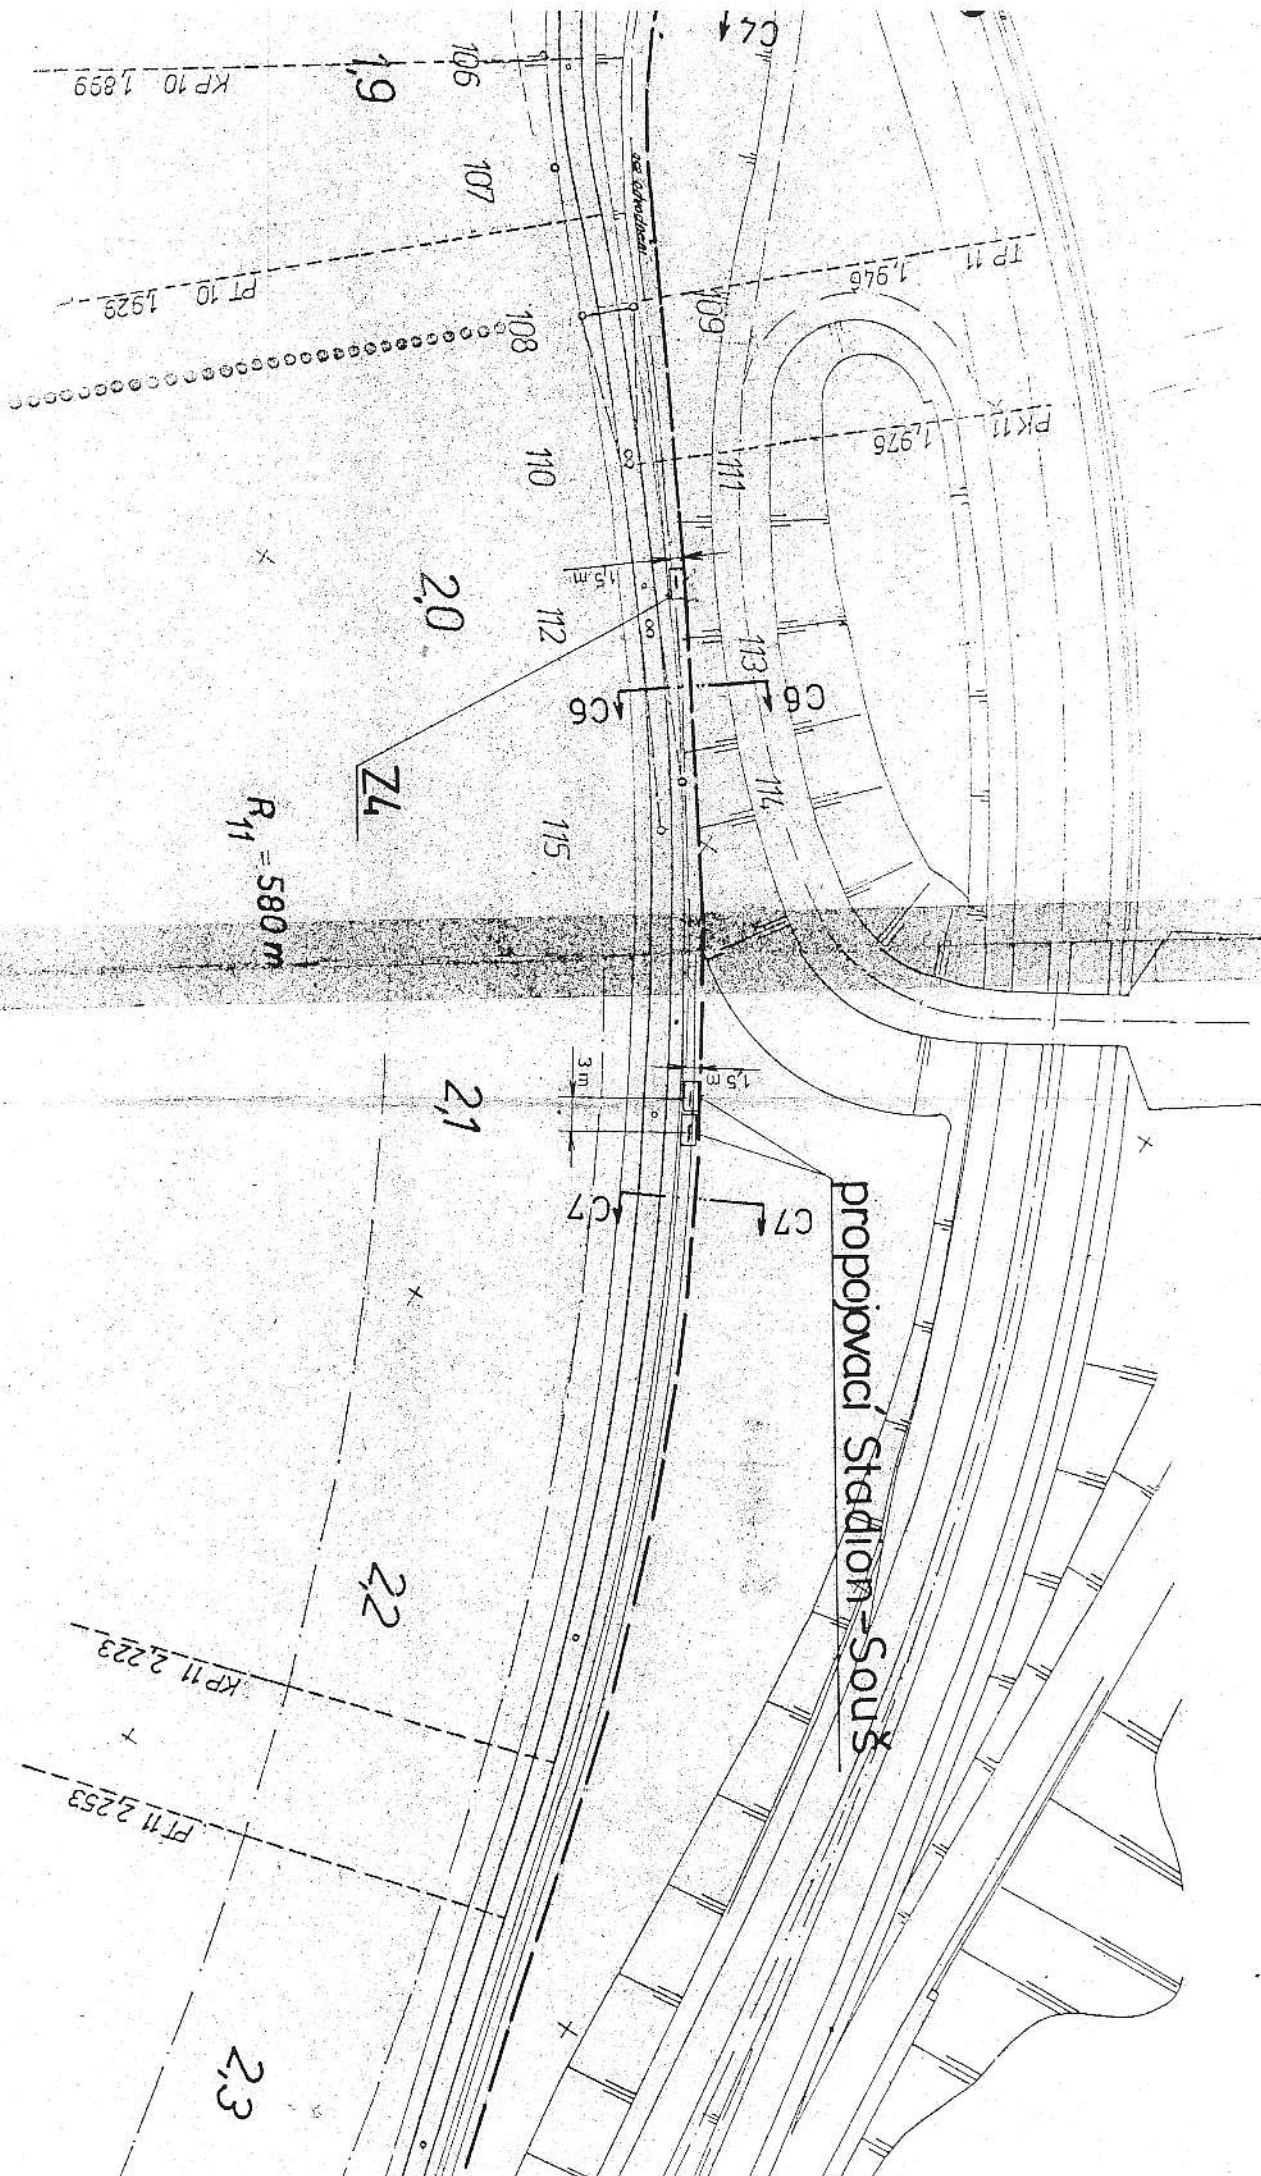 C4
106
1,9
KP 10 1,899
107
osa odvodnění
PT 10 1,929
TP 11 1,946
108
109
PK 11 1,976
110
111
1,5 m
2,0
112
113
C6
C6
Z4
114
115
R11 = 580 m
2,1
3 m
1,5 m
C7
C7
propojovací Stadion-Souš
2,2
KP 11 2,223
PT 11 2,253
2,3